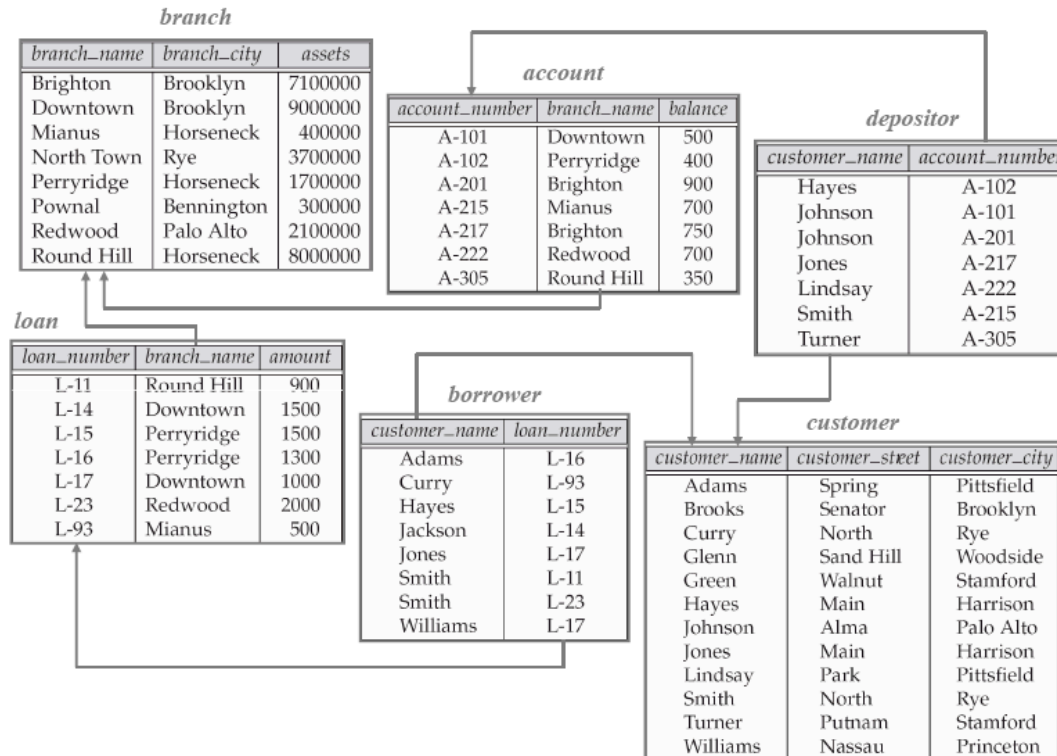 branch
branch_name branch_city assets
Brighton Brooklyn 7100000
Downtown Brooklyn 9000000
Mianus Horseneck 400000
North Town Rye 3700000
Perryridge Horseneck 1700000
Pownal Bennington 300000
Redwood Palo Alto 2100000
Round Hill Horseneck 8000000
account
account_number branch_name balance
A-101 Downtown 500
A-102 Perryridge 400
A-201 Brighton 900
A-215 Mianus 700
A-217 Brighton 750
A-222 Redwood 700
A-305 Round Hill 350
depositor
customer_name account_number
Hayes A-102
Johnson A-101
Johnson A-201
Jones A-217
Lindsay A-222
Smith A-215
Turner A-305
loan
loan_number branch_name amount
L-11 Round Hill 900
L-14 Downtown 1500
L-15 Perryridge 1500
L-16 Perryridge 1300
L-17 Downtown 1000
L-23 Redwood 2000
L-93 Mianus 500
borrower
customer_name loan_number
Adams L-16
Curry L-93
Hayes L-15
Jackson L-14
Jones L-17
Smith L-11
Smith L-23
Williams L-17
customer
customer_name customer_street customer_city
Adams Spring Pittsfield
Brooks Senator Brooklyn
Curry North Rye
Glenn Sand Hill Woodside
Green Walnut Stamford
Hayes Main Harrison
Johnson Alma Palo Alto
Jones Main Harrison
Lindsay Park Pittsfield
Smith North Rye
Turner Putnam Stamford
Williams Nassau Princeton